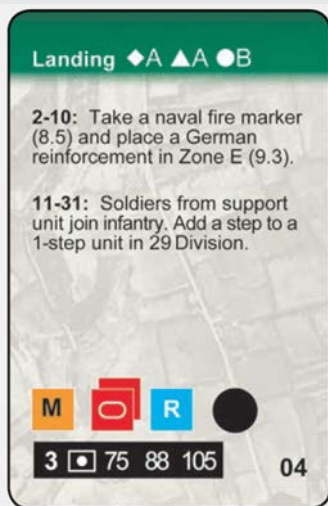 Landing ◆A ▲A ●B
2-10: Take a naval fire marker
(8.5) and place a German
reinforcement in Zone E (9.3).
11-31: Soldiers from support
unit join infantry. Add a step to a
1-step unit in 29 Division.
M R
3 75 88 105
04